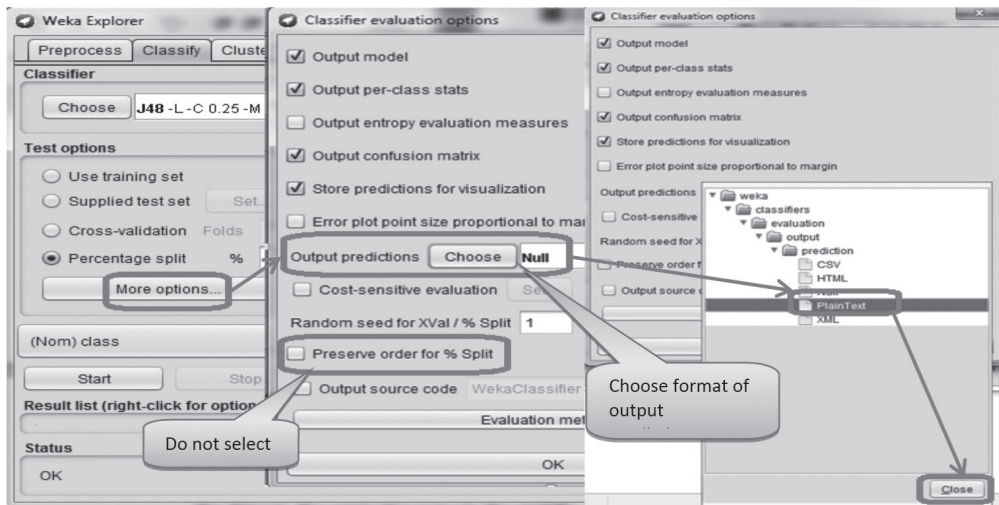 Weka Explorer
Preprocess Classify Cluste
Classifier
Choose J48 -L -C 0.25 -M
Test options
Use training set
Supplied test set Set..
Cross-validation Folds
Percentage split %
More options...
(Nom) class
Start Stop
Result list (right-click for option
Status
OK
Classifier evaluation options
Output model
Output per-class stats
Output entropy evaluation measures
Output confusion matrix
Store predictions for visualization
Error plot point size proportional to mar
Output predictions Choose Null
Cost-sensitive evaluation Set
Random seed for XVal / % Split 1
Preserve order for % Split
Output source code WekaClassifier
Evaluation met
OK
Do not select
Choose format of
output
Classifier evaluation options
Output model
Output per-class stats
Output entropy evaluation measures
Output confusion matrix
Store predictions for visualization
Error plot point size proportional to margin
Output predictions
Cost-sensitive
Random seed for X
Preserve order f
Output source
weka
classifiers
evaluation
output
prediction
CSV
HTML
Null
PlainText
XML
Close